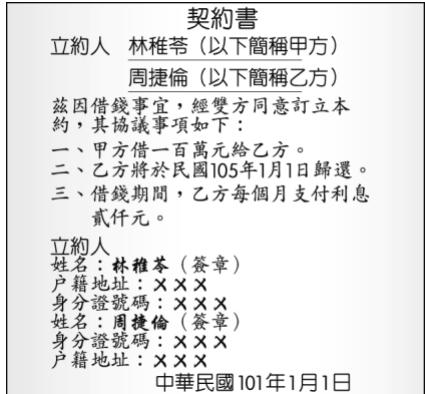 契約書
立約人　林稚苓（以下簡稱甲方）
周捷倫（以下簡稱乙方）
茲因借錢事宜，經雙方同意訂立本
約，其協議事項如下：
一、甲方借一百萬元給乙方。
二、乙方將於民國105年1月1日歸還。
三、借錢期間，乙方每個月支付利息
貳仟元。
立約人
姓名：林稚苓（簽章）
戶籍地址：×××
身分證號碼：×××
姓名：周捷倫（簽章）
身分證號碼：×××
戶籍地址：×××
中華民國101年1月1日